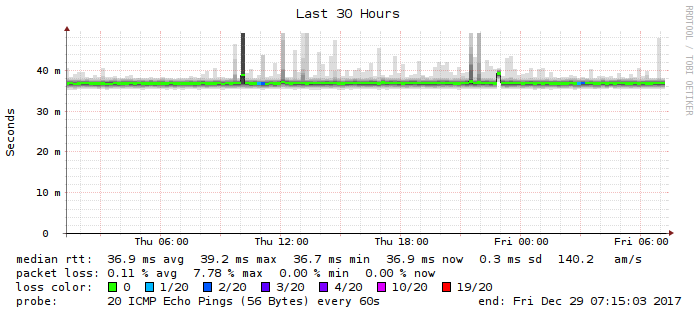 Last 30 Hours
RRDTOOL / TOBI OETIKER
Seconds
40 m
30 m
20 m
10 m
0
Thu 06:00 Thu 12:00 Thu 18:00 Fri 00:00 Fri 06:00
median rtt: 36.9 ms avg 39.2 ms max 36.7 ms min 36.9 ms now 0.3 ms sd 140.2 am/s
packet loss: 0.11 % avg 7.78 % max 0.00 % min 0.00 % now
loss color: 0 1/20 2/20 3/20 4/20 10/20 19/20
probe: 20 ICMP Echo Pings (56 Bytes) every 60s end: Fri Dec 29 07:15:03 2017